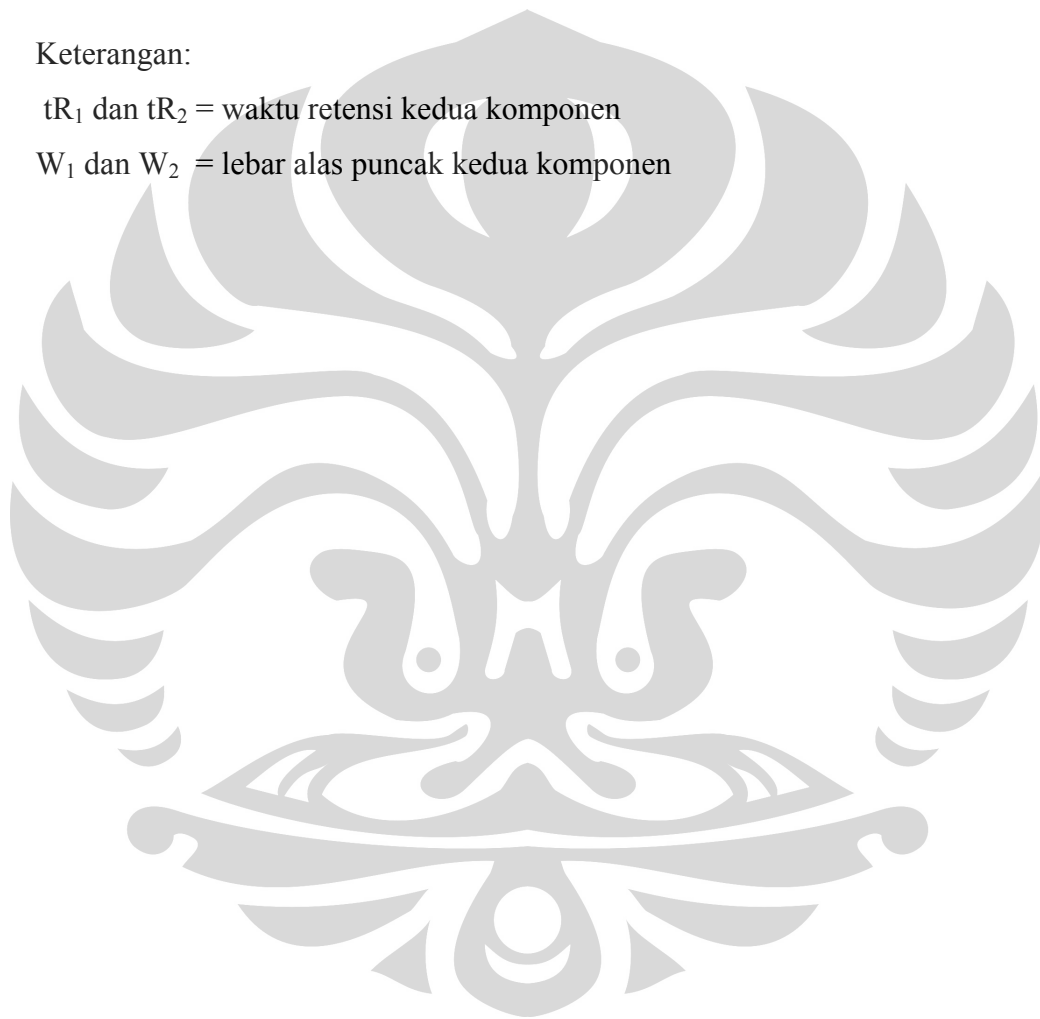 Keterangan:
tR₁ dan tR₂ = waktu retensi kedua komponen
W₁ dan W₂ = lebar alas puncak kedua komponen